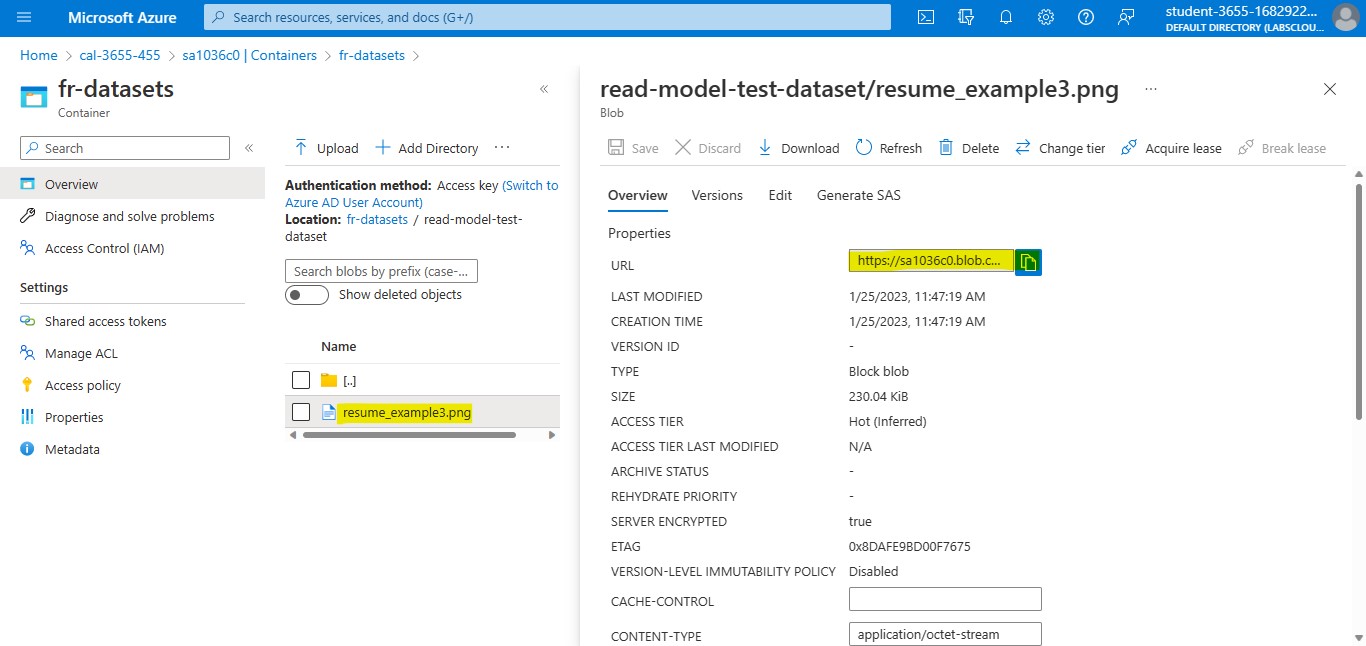 Microsoft Azure
Search resources, services, and docs (G+/)
student-3655-1682922...
DEFAULT DIRECTORY (LABSCLOU...
Home > cal-3655-455 > sa1036c0 | Containers > fr-datasets >
fr-datasets
Container
Search
Overview
Diagnose and solve problems
Access Control (IAM)
Settings
Shared access tokens
Manage ACL
Access policy
Properties
Metadata
Upload Add Directory ...
Authentication method: Access key (Switch to
Azure AD User Account)
Location: fr-datasets / read-model-test-
dataset
Search blobs by prefix (case-...
Show deleted objects
Name
[..]
resume_example3.png
read-model-test-dataset/resume_example3.png ...
Blob
Save Discard Download Refresh Delete Change tier Acquire lease Break lease
Overview Versions Edit Generate SAS
Properties
URL https://sa1036c0.blob.c...
LAST MODIFIED 1/25/2023, 11:47:19 AM
CREATION TIME 1/25/2023, 11:47:19 AM
VERSION ID -
TYPE Block blob
SIZE 230.04 KiB
ACCESS TIER Hot (Inferred)
ACCESS TIER LAST MODIFIED N/A
ARCHIVE STATUS -
REHYDRATE PRIORITY -
SERVER ENCRYPTED true
ETAG 0x8DAFE9BD00F7675
VERSION-LEVEL IMMUTABILITY POLICY Disabled
CACHE-CONTROL
CONTENT-TYPE application/octet-stream